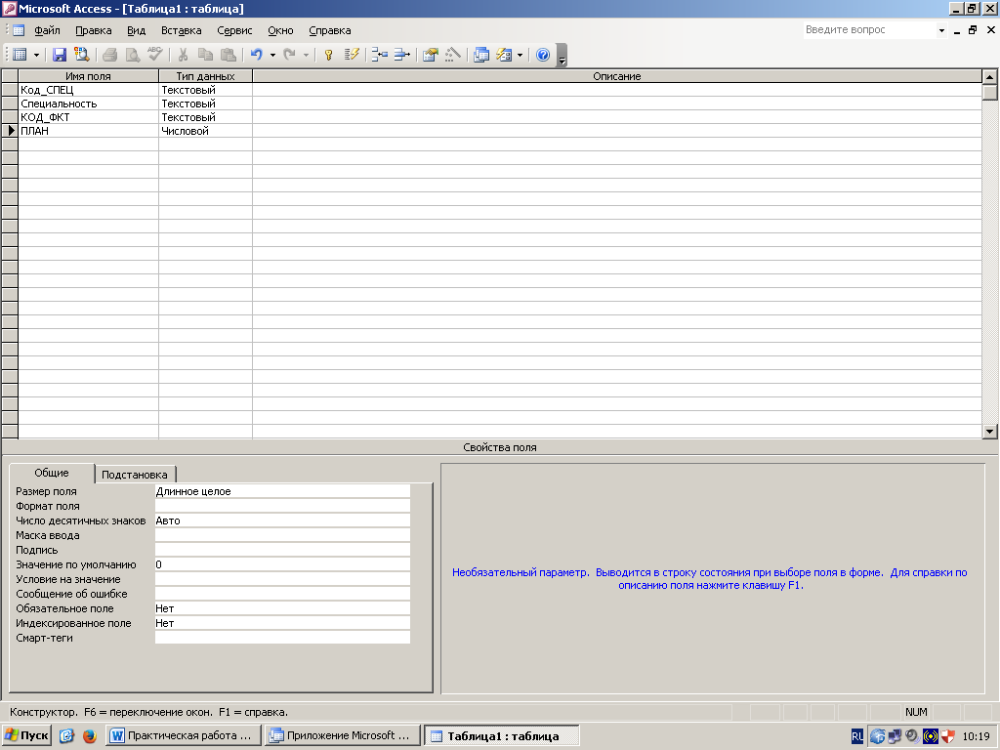 Microsoft Access - [Таблица1 : таблица]
Файл Правка Вид Вставка Сервис Окно Справка Введите вопрос
Имя поля Тип данных Описание
Код_СПЕЦ Текстовый
Специальность Текстовый
КОД_ФКТ Текстовый
ПЛАН Числовой
Свойства поля
Общие Подстановка
Размер поля Длинное целое
Формат поля
Число десятичных знаков Авто
Маска ввода
Подпись
Значение по умолчанию 0
Условие на значение
Сообщение об ошибке
Обязательное поле Нет
Индексированное поле Нет
Смарт-теги
Необязательный параметр. Выводится в строку состояния при выборе поля в форме. Для справки по
описанию поля нажмите клавишу F1.
Конструктор. F6 = переключение окон. F1 = справка. NUM
Пуск Практическая работа ... Приложение Microsoft ... Таблица1 : таблица RL 10:19